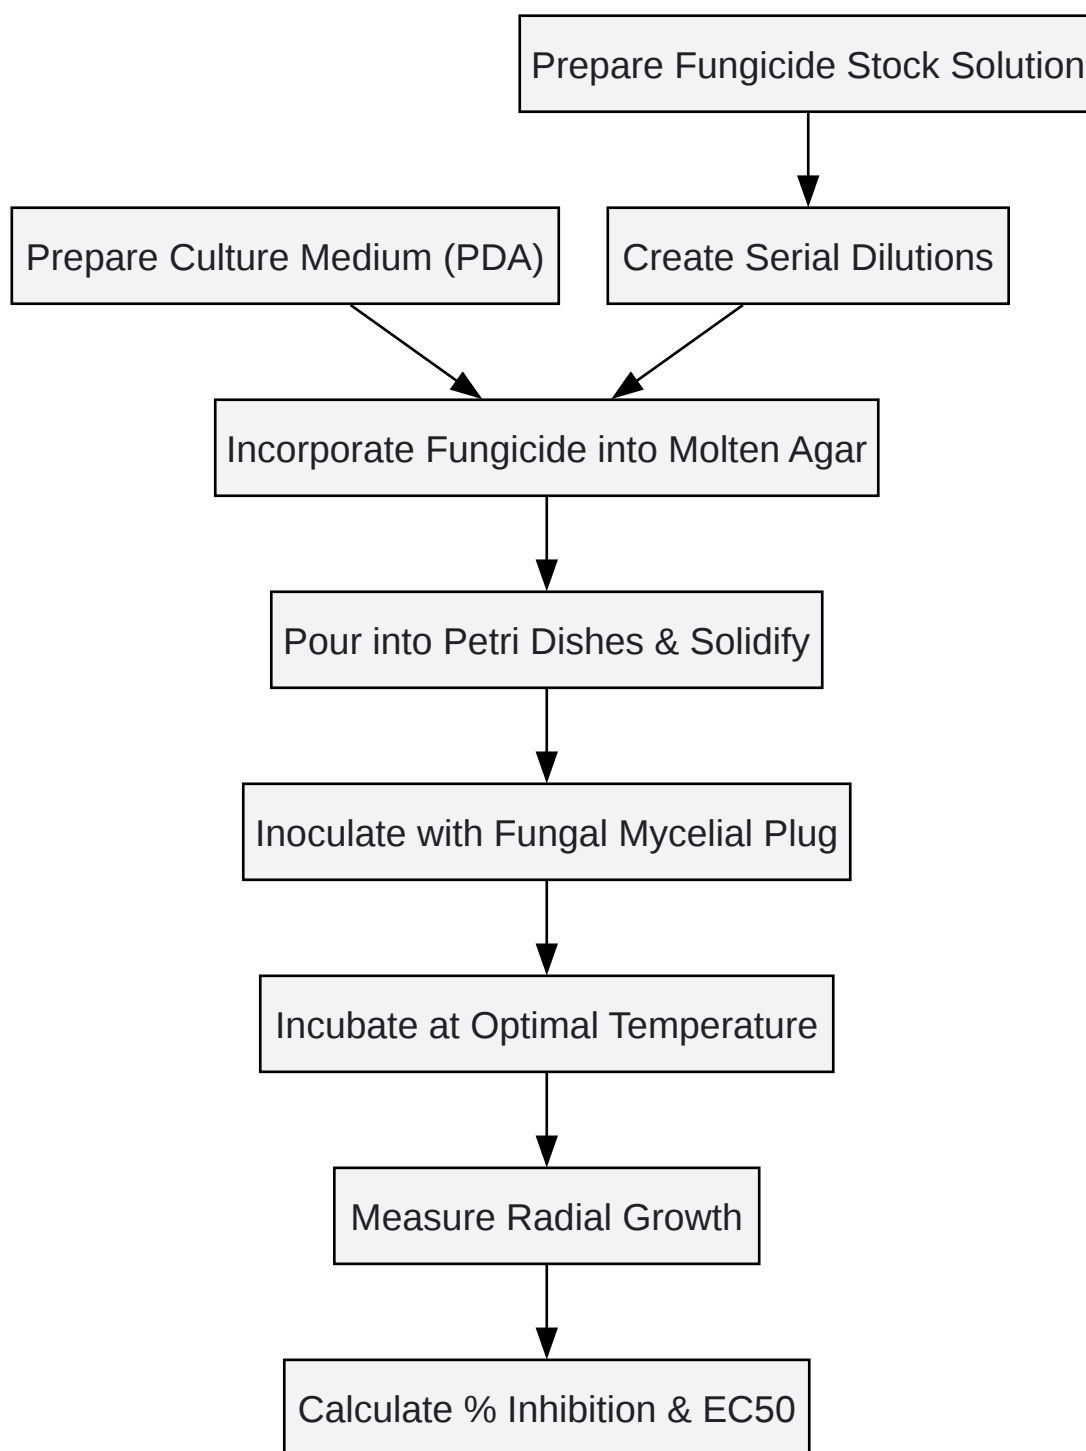 Prepare Fungicide Stock Solution
Prepare Culture Medium (PDA)
Create Serial Dilutions
Incorporate Fungicide into Molten Agar
Pour into Petri Dishes & Solidify
Inoculate with Fungal Mycelial Plug
Incubate at Optimal Temperature
Measure Radial Growth
Calculate % Inhibition & EC50